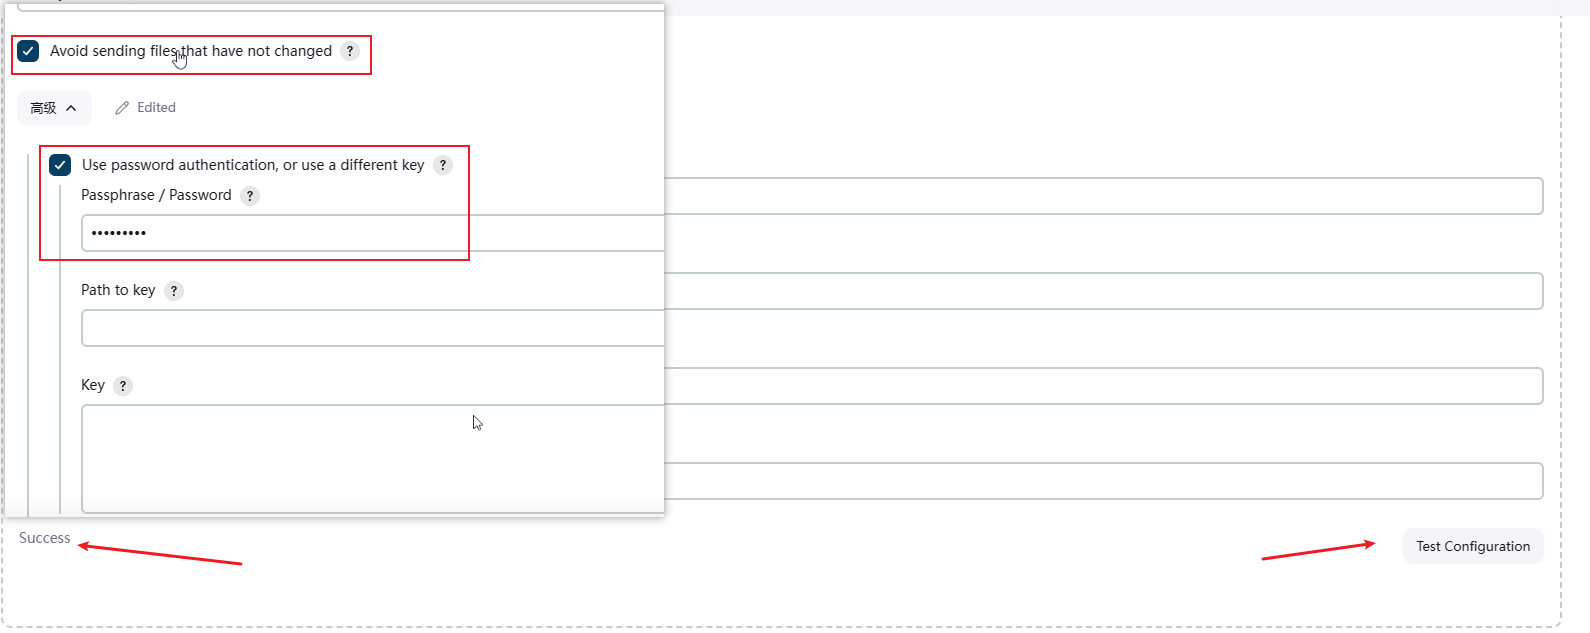 Avoid sending files that have not changed ?
高级 Edited
Use password authentication, or use a different key ?
Passphrase / Password ?
•••••••••
Path to key ?
Key ?
Success
Test Configuration